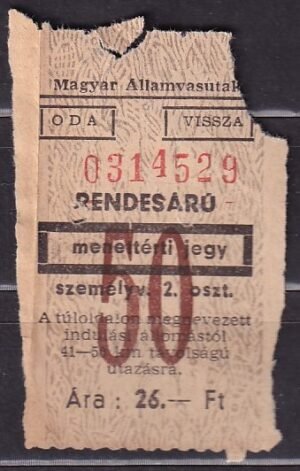 Magyar Államvasutak
ODA VISSZA
0314529
RENDESÁRÚ
menettérti jegy
személyv. 2. oszt.
A túloldalon megnevezett
indulási állomástól
41—50 km távolságú
utazásra.
50
Ára : 26.— Ft